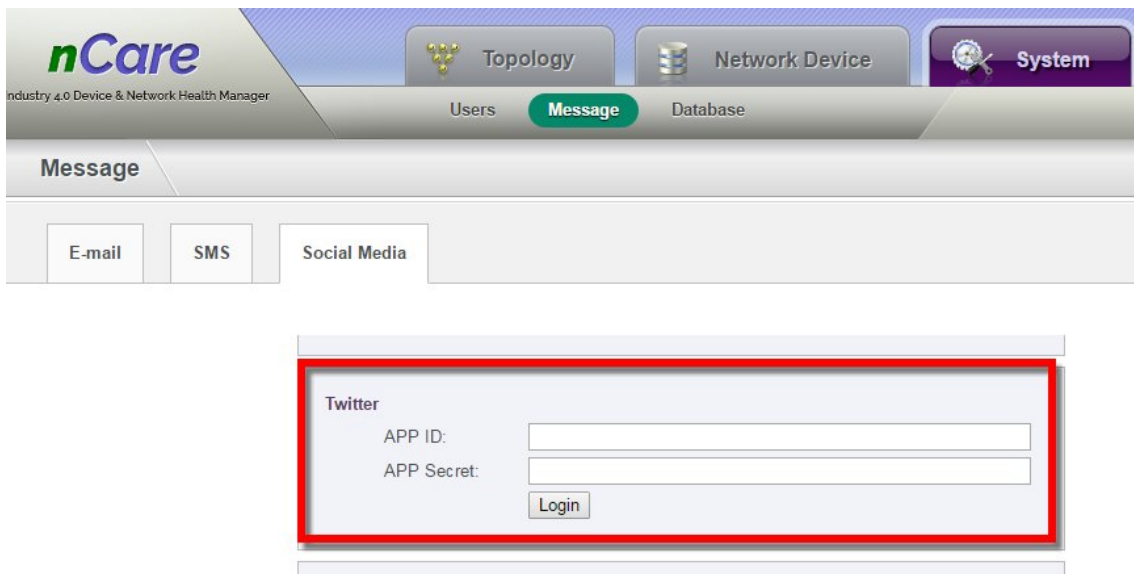 nCare
Industry 4.0 Device & Network Health Manager
Topology
Network Device
System
Users
Message
Database
Message
E-mail
SMS
Social Media
Twitter
APP ID:
APP Secret:
Login